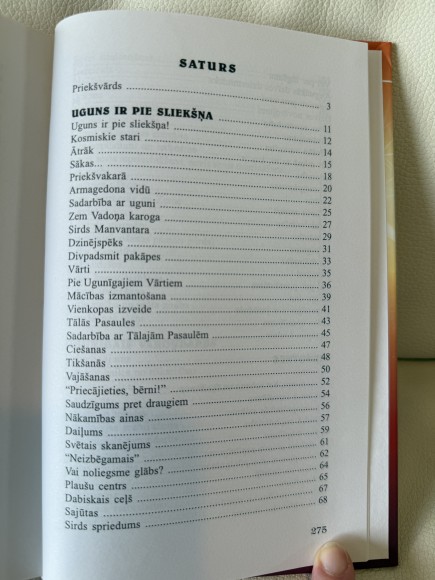 SATURS
Priekšvārds 3
UGUNS IR PIE SLIEKŠŅA 11
Uguns ir pie sliekšņa! 12
Kosmiskie stari 14
Ātrāk 15
Sākas... 18
Priekšvakarā 20
Armagedona vidū 22
Sadarbība ar uguni 25
Zem Vadoņa karoga 27
Sirds Manvantara 29
Dzinējspēks 31
Divpadsmit pakāpes 33
Vārti 35
Pie Ugunīgajiem Vārtiem 36
Mācības izmantošana 39
Vienkopas izveide 41
Tālās Pasaules 43
Sadarbība ar Tālajām Pasaulēm 45
Ciešanas 47
Tikšanās 48
Vajāšanas 50
“Priecājieties, bērni!” 52
Saudzīgums pret draugiem 54
Nākamības ainas 56
Daiļums 57
Svētais skanējums 59
“Neizbēgamais” 61
Vai noliegsme glābs? 62
Plaušu centrs 64
Dabiskais ceļš 65
Sajūtas 67
Sirds spriedums 68
275